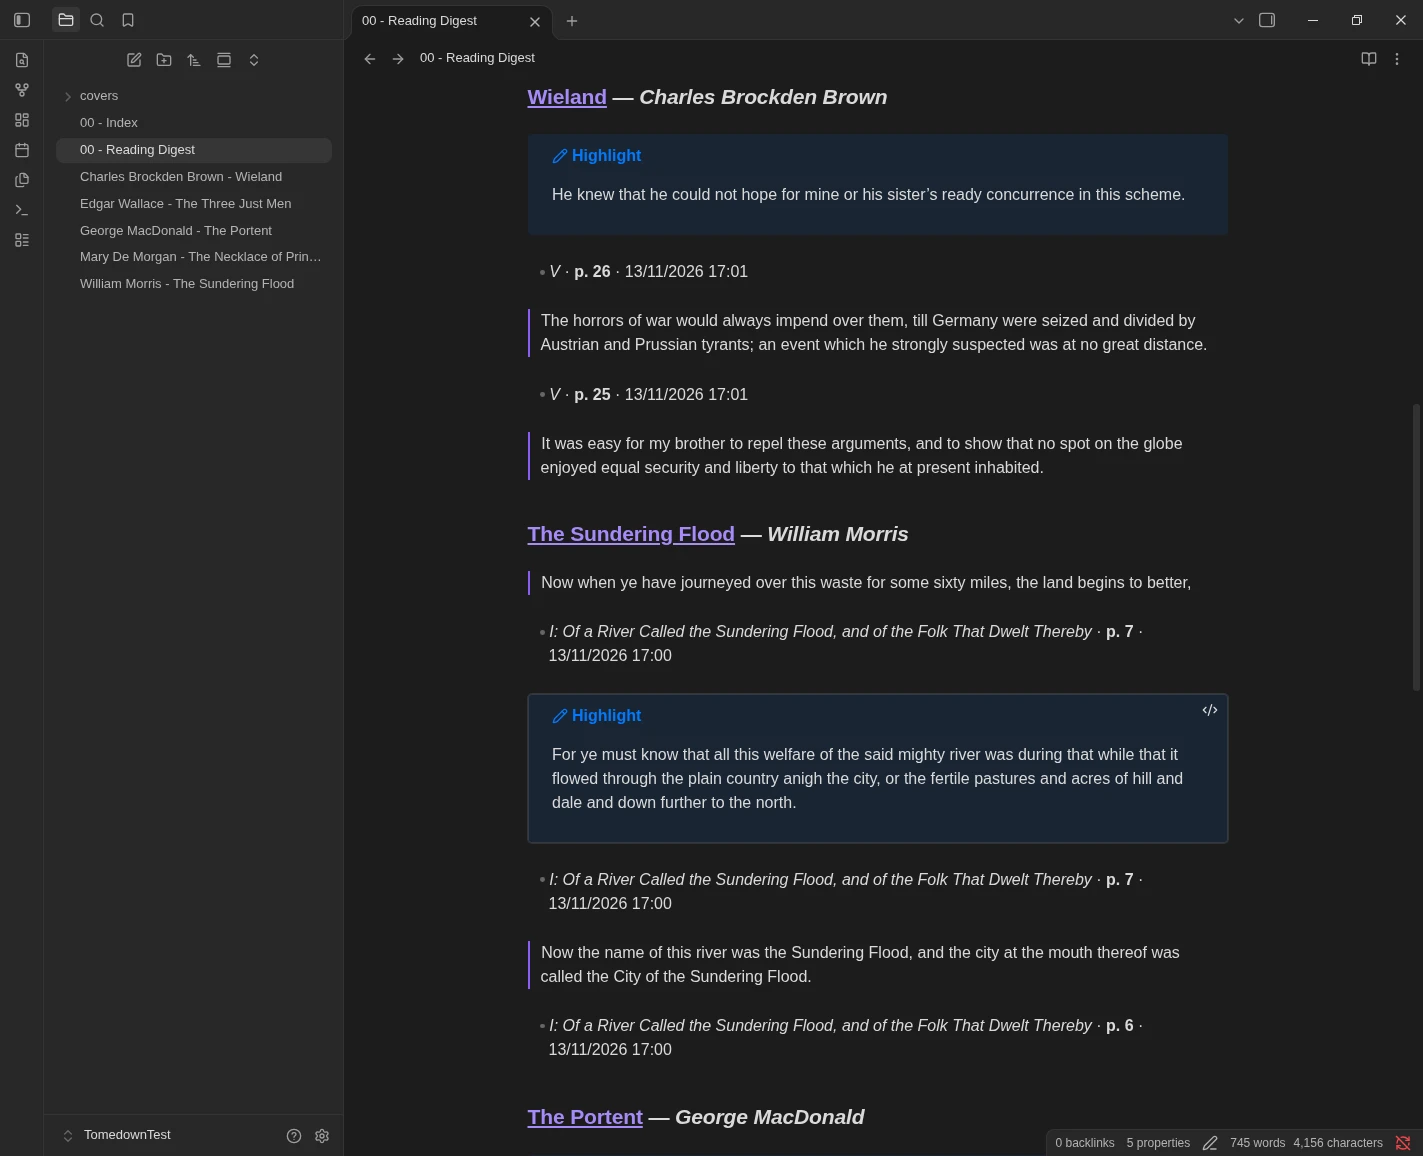 00 - Reading Digest
covers
00 - Index
00 - Reading Digest
Charles Brockden Brown - Wieland
Edgar Wallace - The Three Just Men
George MacDonald - The Portent
Mary De Morgan - The Necklace of Prin…
William Morris - The Sundering Flood
TomedownTest
00 - Reading Digest
Wieland — Charles Brockden Brown
Highlight
He knew that he could not hope for mine or his sister’s ready concurrence in this scheme.
V · p. 26 · 13/11/2026 17:01
The horrors of war would always impend over them, till Germany were seized and divided by
Austrian and Prussian tyrants; an event which he strongly suspected was at no great distance.
V · p. 25 · 13/11/2026 17:01
It was easy for my brother to repel these arguments, and to show that no spot on the globe
enjoyed equal security and liberty to that which he at present inhabited.
The Sundering Flood — William Morris
Now when ye have journeyed over this waste for some sixty miles, the land begins to better,
I: Of a River Called the Sundering Flood, and of the Folk That Dwelt Thereby · p. 7 ·
13/11/2026 17:00
Highlight
For ye must know that all this welfare of the said mighty river was during that while that it
flowed through the plain country anigh the city, or the fertile pastures and acres of hill and
dale and down further to the north.
I: Of a River Called the Sundering Flood, and of the Folk That Dwelt Thereby · p. 7 ·
13/11/2026 17:00
Now the name of this river was the Sundering Flood, and the city at the mouth thereof was
called the City of the Sundering Flood.
I: Of a River Called the Sundering Flood, and of the Folk That Dwelt Thereby · p. 6 ·
13/11/2026 17:00
The Portent — George MacDonald
0 backlinks 5 properties 745 words 4,156 characters